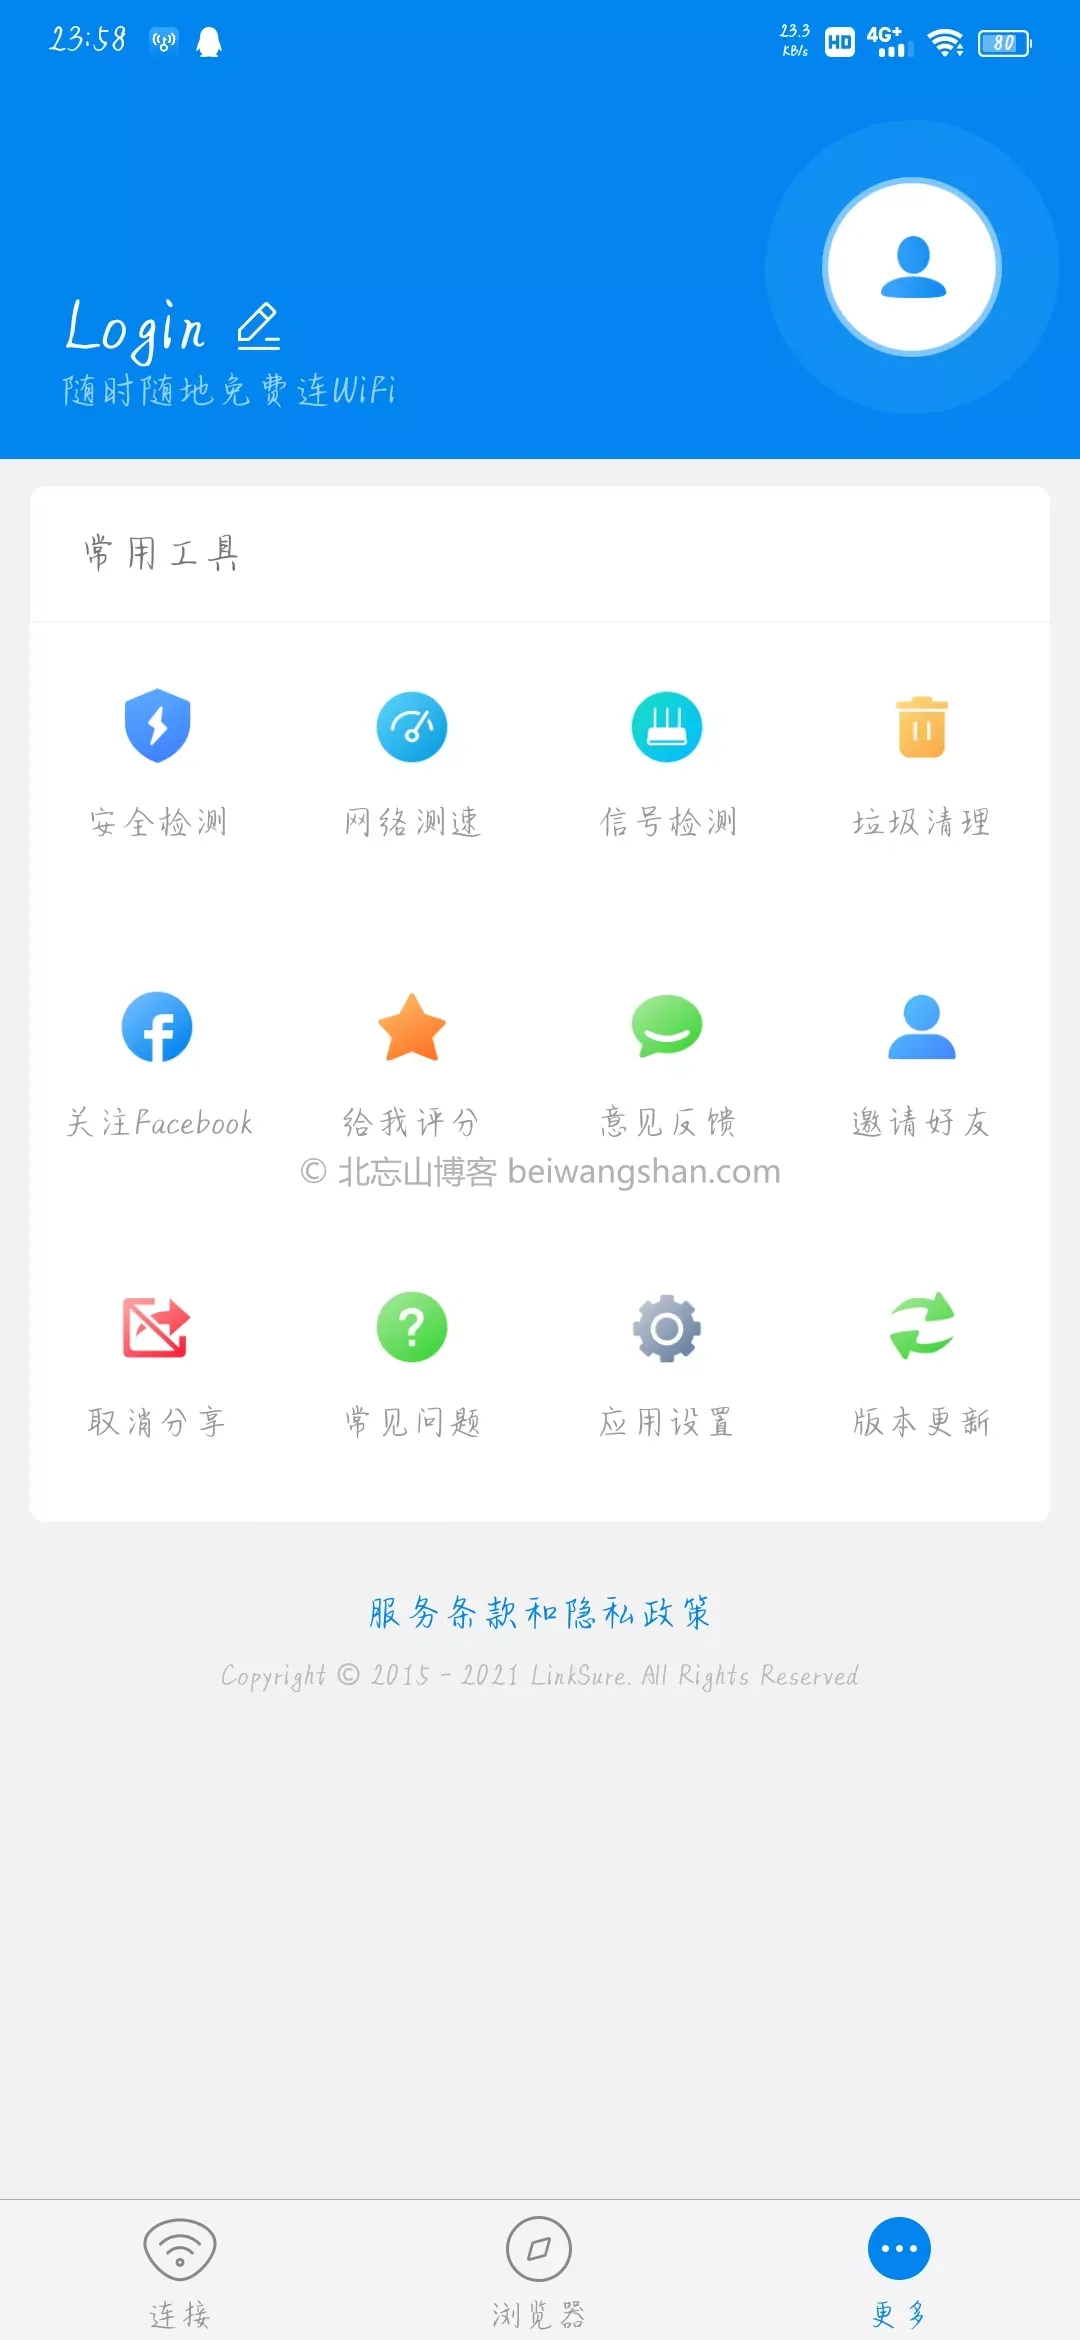 23:58
23.3
KB/s
HD
4G+
80
Login
随时随地免费连WiFi
常用工具
安全检测 网络测速 信号检测 垃圾清理
关注Facebook 给我评分 意见反馈 邀请好友
© 北忘山博客 beiwangshan.com
取消分享 常见问题 应用设置 版本更新
服务条款和隐私政策
Copyright © 2015 - 2021 LinkSure. All Rights Reserved
连接 浏览器 更多